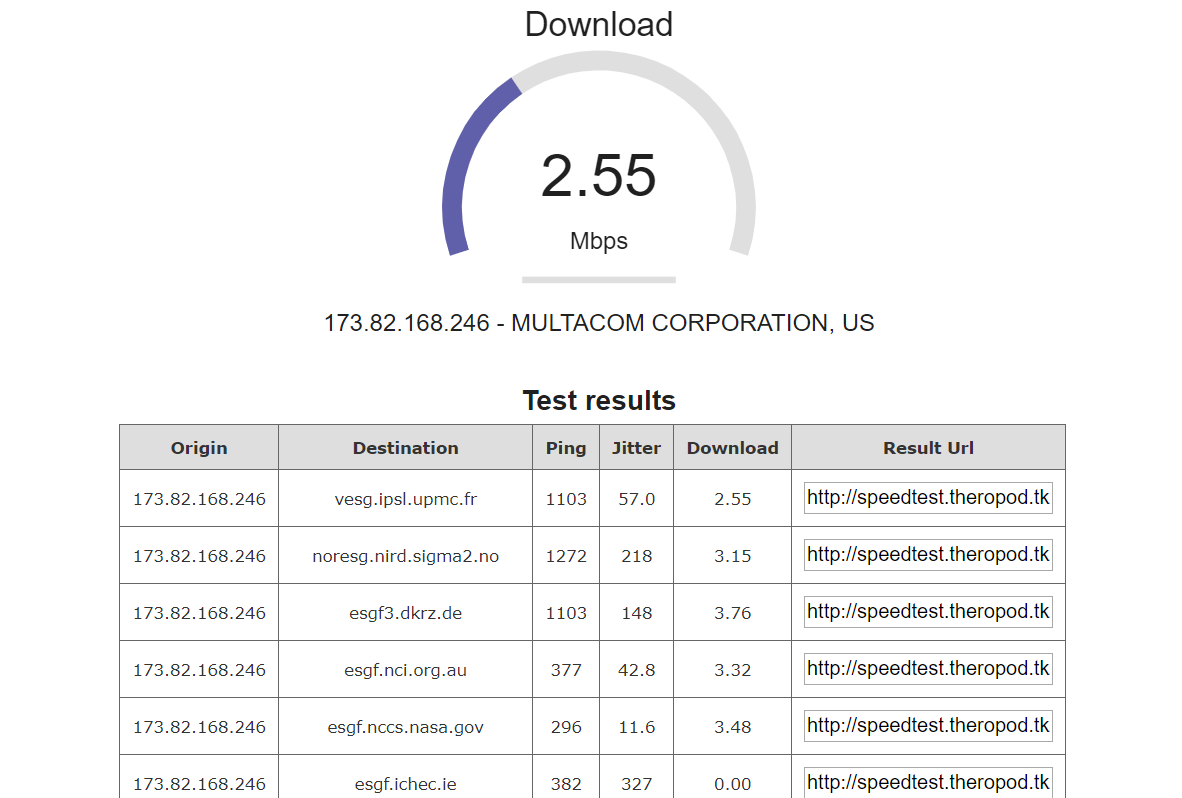 Download
2.55
Mbps
173.82.168.246 - MULTACOM CORPORATION, US
Test results
Origin Destination Ping Jitter Download Result Url
173.82.168.246 vesg.ipsl.upmc.fr 1103 57.0 2.55 http://speedtest.theropod.tk
173.82.168.246 noresg.nird.sigma2.no 1272 218 3.15 http://speedtest.theropod.tk
173.82.168.246 esgf3.dkrz.de 1103 148 3.76 http://speedtest.theropod.tk
173.82.168.246 esgf.nci.org.au 377 42.8 3.32 http://speedtest.theropod.tk
173.82.168.246 esgf.nccs.nasa.gov 296 11.6 3.48 http://speedtest.theropod.tk
173.82.168.246 esgf.ichec.ie 382 327 0.00 http://speedtest.theropod.tk